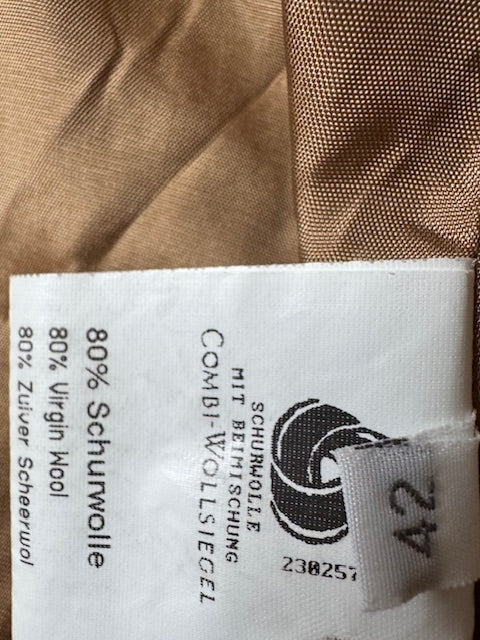 42
230257
SCHURWOLLE
MIT BEIMISCHUNG
COMBI-WOLLSIEGEL
80% Schurwolle
80% Virgin Wool
80% Zuiver Scheerwol